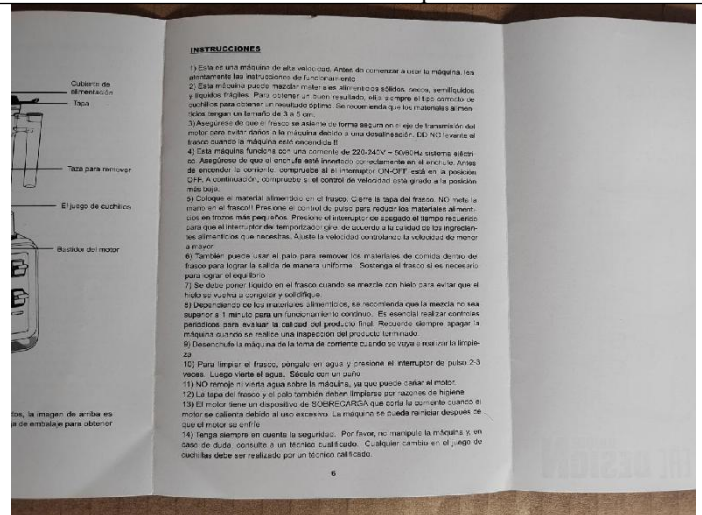 Cubierta de
alimentación
Tapa
Taza para remover
El juego de cuchillos
Bastidor del motor
tos, la imagen de arriba es
ja de embalaje para obtener
INSTRUCCIONES
1) Esta es una máquina de alta velocidad. Antes de comenzar a usar la máquina, lea
atentamente las instrucciones de funcionamiento
2) Esta máquina puede mezclar materiales alimenticios sólidos, secos, semilíquidos
y líquidos frágiles. Para obtener un buen resultado, elija siempre el tipo correcto de
cuchillos para obtener un resultado óptimo. Se recomienda que los materiales alimen-
ticios tengan un tamaño de 3 a 5 cm.
3) Asegúrese de que el frasco se asiente de forma segura en el eje de transmisión del
motor para evitar daños a la máquina debido a una desalineación. DD NO levante el
frasco cuando la máquina esté encendida !!
4) Esta máquina funciona con una corriente de 220-240V – 50/60Hz sistema eléctri-
co. Asegúrese de que el enchufe esté insertado correctamente en el enchufe. Antes
de encender la corriente, compruebe si el interruptor ON-OFF está en la posición
OFF. A continuación, compruebe si el control de velocidad está girado a la posición
más baja.
5) Coloque el material alimenticio en el frasco. Cierre la tapa del frasco. NO meta la
mano en el frasco!! Presione el control de pulso para reducir los materiales alimenti-
cios en trozos más pequeños. Presione el interruptor de apagado el tiempo requerido
para que el interruptor del temporizador gire, de acuerdo a la calidad de los ingredien-
tes alimenticios que necesitas. Ajuste la velocidad controlando la velocidad de menor
a mayor
6) También puede usar el palo para remover los materiales de comida dentro del
frasco para lograr la salida de manera uniforme. Sostenga el frasco si es necesario
para lograr el equilibrio
7) Se debe poner líquido en el frasco cuando se mezcle con hielo para evitar que el
hielo se vuelva a congelar y solidifique.
8) Dependiendo de los materiales alimenticios, se recomienda que la mezcla no sea
superior a 1 minuto para un funcionamiento continuo. Es esencial realizar controles
periódicos para evaluar la calidad del producto final. Recuerde siempre apagar la
máquina cuando se realice una inspección del producto terminado.
9) Desenchufe la máquina de la toma de corriente cuando se vaya a realizar la limpie-
za
10) Para limpiar el frasco, póngale en agua y presione el interruptor de pulso 2-3
veces. Luego vierte el agua. Sécalo con un paño
11) NO remoje ni vierta agua sobre la máquina, ya que puede dañar el motor.
12) La tapa del frasco y el palo también deben limpiarse por razones de higiene
13) El motor tiene un dispositivo de SOBRECARGA que corta la corriente cuando el
motor se calienta debido al uso excesivo. La máquina se puede reiniciar después de
que el motor se enfríe
14) Tenga siempre en cuenta la seguridad. Por favor, no manipule la máquina y, en
caso de duda, consulte a un técnico cualificado. Cualquier cambio en el juego de
cuchillas debe ser realizado por un técnico calificado.
6